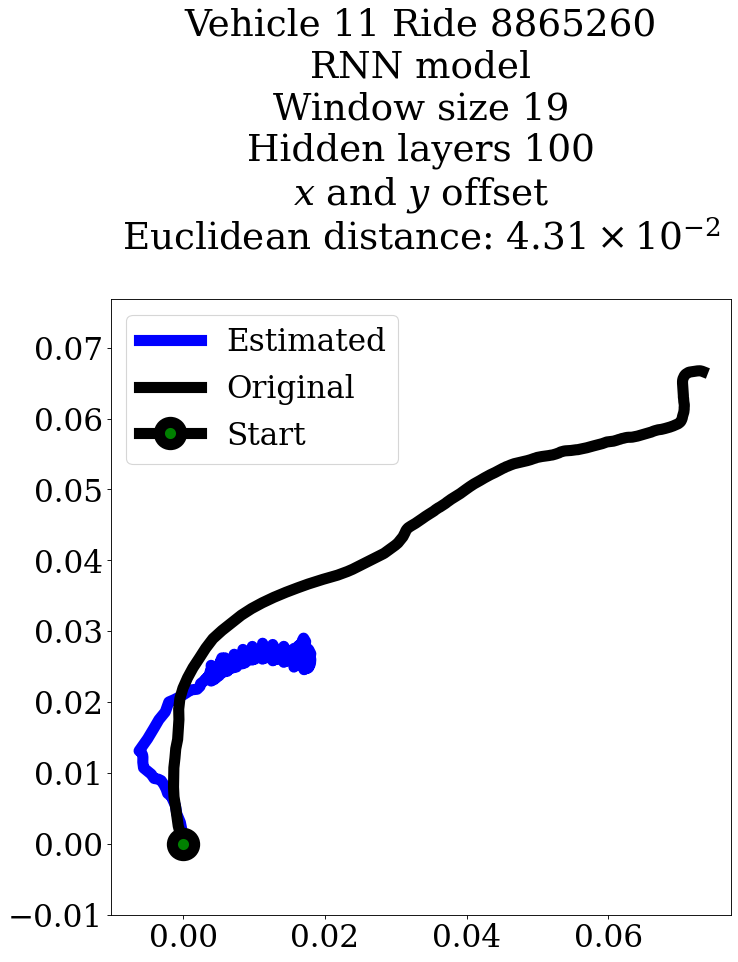 Vehicle 11 Ride 8865260
RNN model
Window size 19
Hidden layers 100
x and y offset
Euclidean distance: 4.31 × 10⁻²
Estimated
Original
Start
0.07
0.06
0.05
0.04
0.03
0.02
0.01
0.00
−0.01
0.00 0.02 0.04 0.06